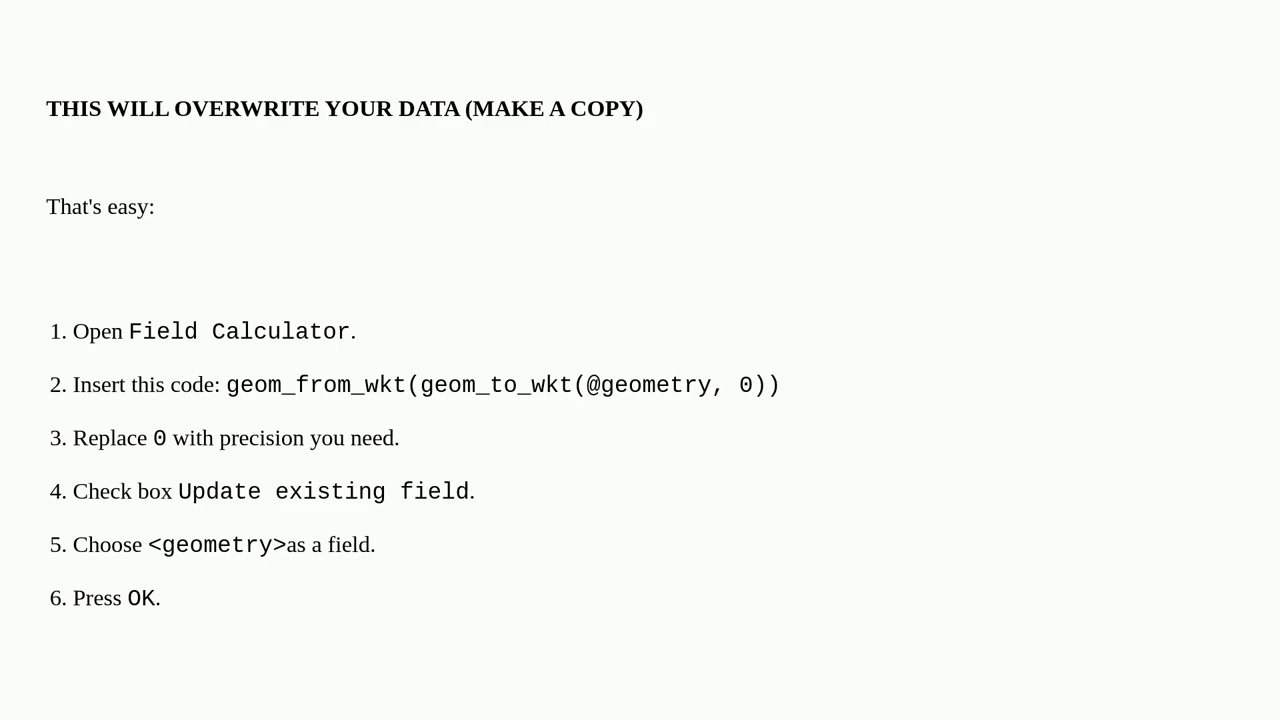 THIS WILL OVERWRITE YOUR DATA (MAKE A COPY)
That's easy:
1. Open Field Calculator.
2. Insert this code: geom_from_wkt(geom_to_wkt(@geometry, 0))
3. Replace 0 with precision you need.
4. Check box Update existing field.
5. Choose <geometry>as a field.
6. Press OK.